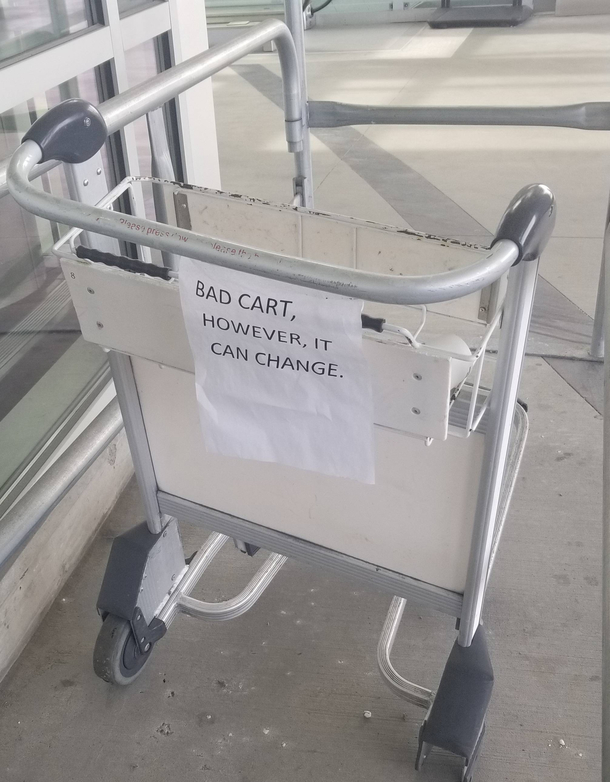 BAD CART,
HOWEVER, IT
CAN CHANGE.